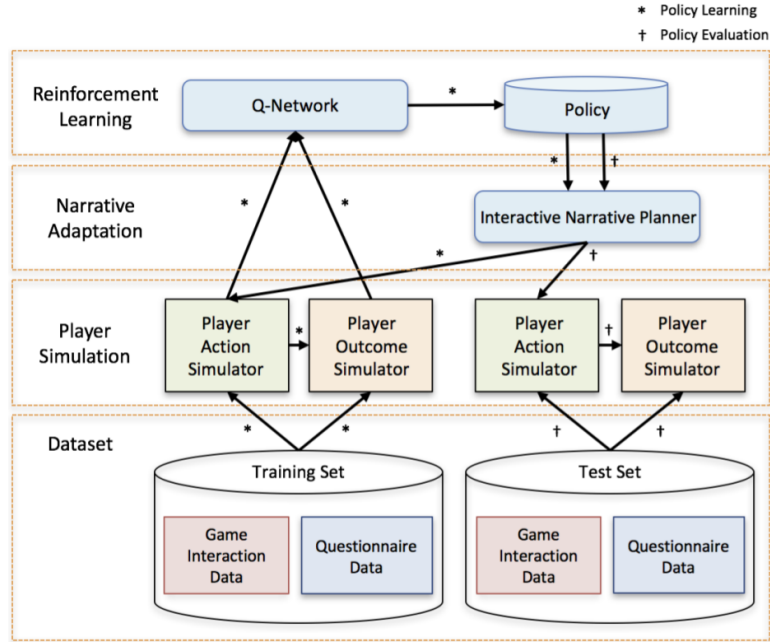 * Policy Learning
† Policy Evaluation
Reinforcement
Learning
Q-Network
*
Policy
*
†
Narrative
Adaptation
*
*
Interactive Narrative Planner
*
†
Player
Simulation
Player
Action
Simulator
*
Player
Outcome
Simulator
Player
Action
Simulator
†
Player
Outcome
Simulator
Dataset
*
*
†
†
Training Set
Game
Interaction
Data
Questionnaire
Data
Test Set
Game
Interaction
Data
Questionnaire
Data